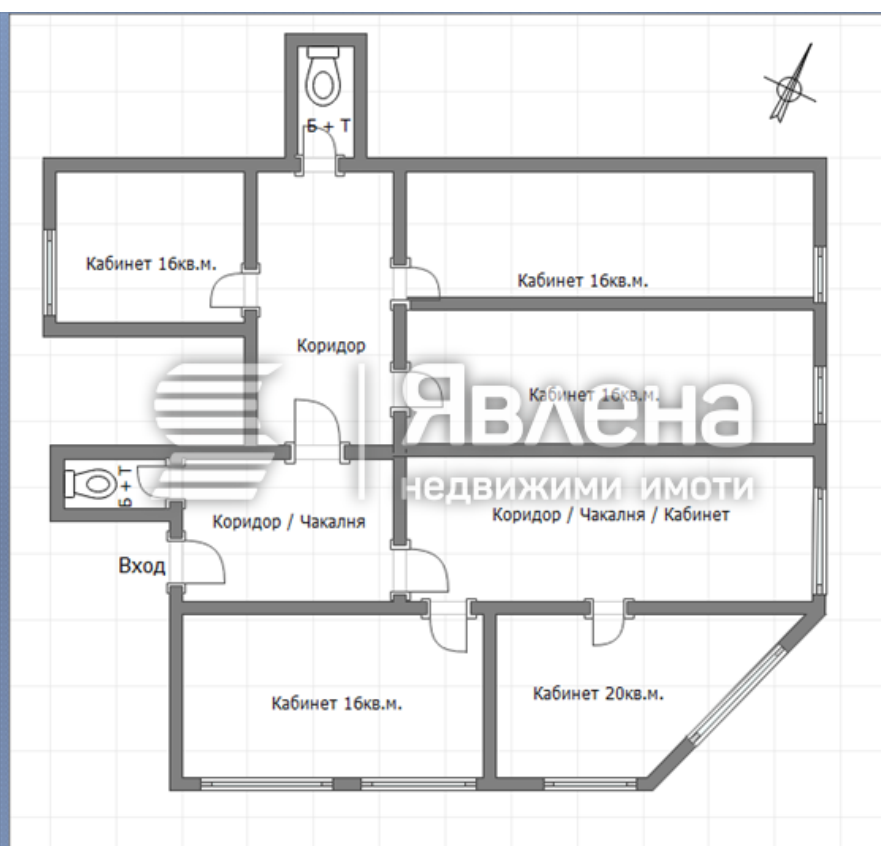 Б + Т
Кабинет 16кв.м.
Кабинет 16кв.м.
Коридор
Кабинет 16кв.м.
Явлена
недвижими имоти
Б + Т
Коридор / Чакалня
Коридор / Чакалня / Кабинет
Вход
Кабинет 16кв.м.
Кабинет 20кв.м.